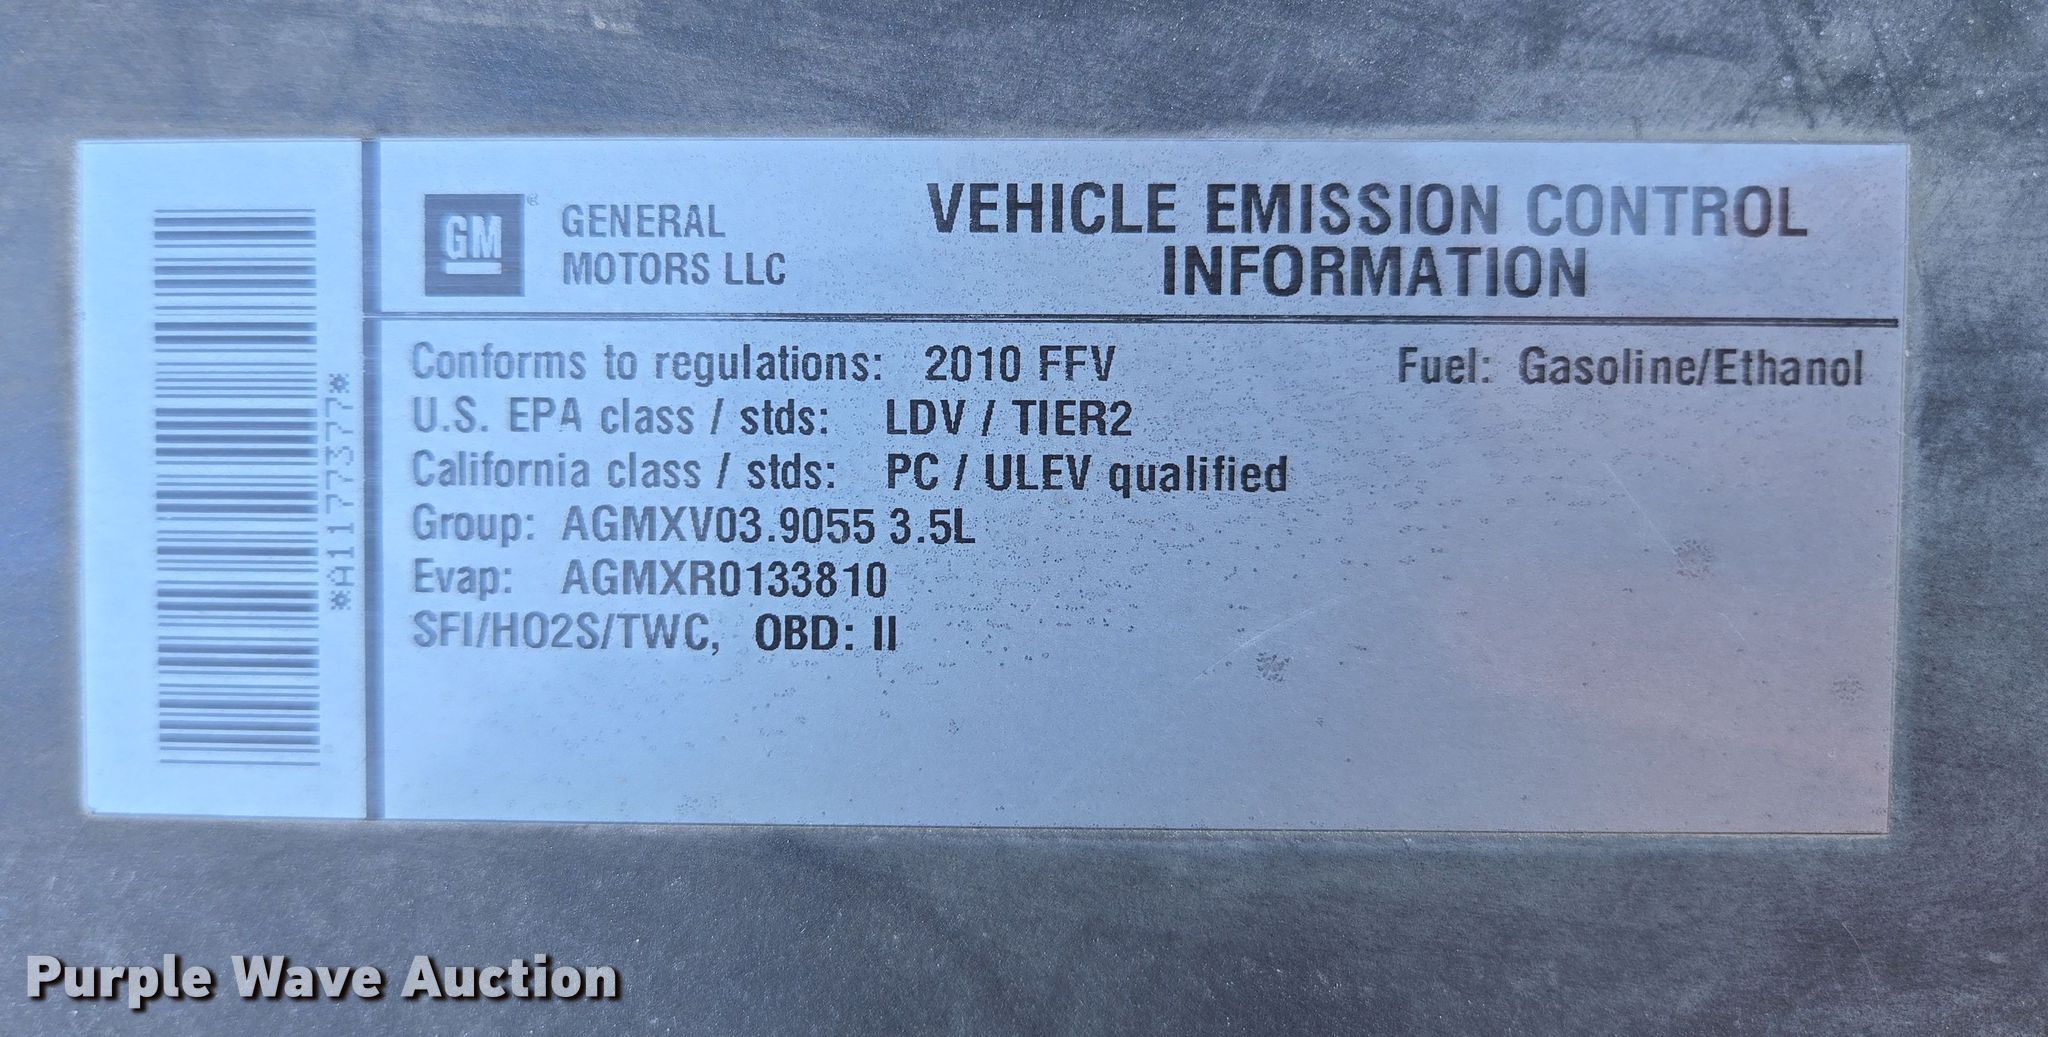 *A1177377*
GM®
GENERAL
MOTORS LLC
VEHICLE EMISSION CONTROL
INFORMATION
Conforms to regulations: 2010 FFV
Fuel: Gasoline/Ethanol
U.S. EPA class / stds: LDV / TIER2
California class / stds: PC / ULEV qualified
Group: AGMXV03.9055 3.5L
Evap: AGMXR0133810
SFI/HO2S/TWC, OBD: II
Purple Wave Auction